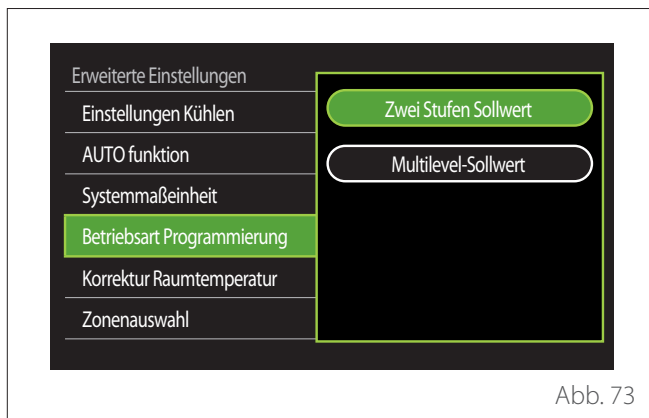 Erweiterte Einstellungen
Einstellungen Kühlen
AUTO funktion
Systemmaßeinheit
Betriebsart Programmierung
Korrektur Raumtemperatur
Zonenauswahl
Zwei Stufen Sollwert
Multilevel-Sollwert
Abb. 73